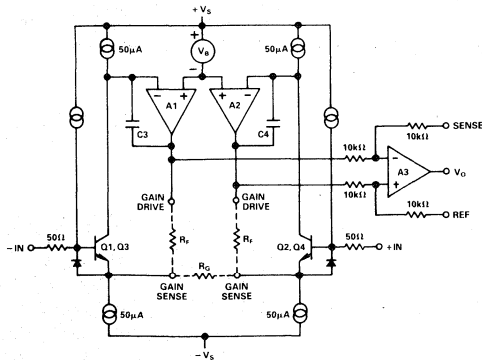 +VS
50μA
+
VB
−
50μA
− +
A1
+ −
A2
C3
C4
10kΩ
SENSE
10kΩ
−
A3
+
VO
10kΩ
10kΩ
REF
GAIN
DRIVE
GAIN
DRIVE
RF
RF
−IN
50Ω
Q1, Q3
Q2, Q4
50Ω
+IN
RG
GAIN
SENSE
GAIN
SENSE
50μA
50μA
−VS